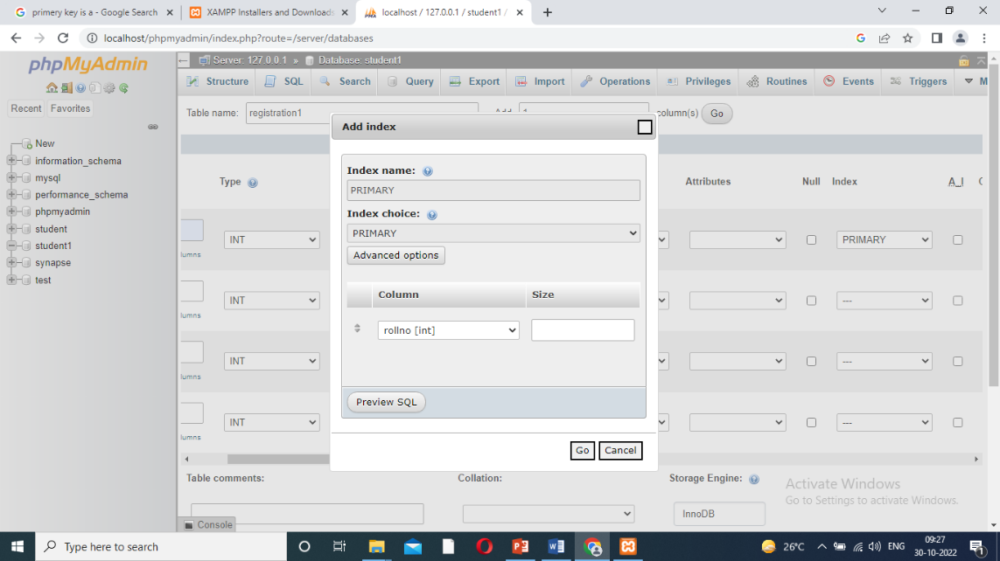 primery key is a - Google Search
XAMPP Installers and Downloads
localhost / 127.0.0.1 / student1 /
localhost/phpmyadmin/index.php?route=/server/databases
phpMyAdmin
Recent Favorites
New
information_schema
mysql
performance_schema
phpmyadmin
student
student1
synapse
test
Server: 127.0.0.1 » Database: student1
Structure SQL Search Query Export Import Operations Privileges Routines Events Triggers M
Table name: registration1 Add 1 column(s) Go
Type Attributes Null Index A_I
INT PRIMARY
lumns
INT ---
lumns
INT ---
lumns
INT ---
lumns
Add index
Index name:
PRIMARY
Index choice:
PRIMARY
Advanced options
Column Size
rollno [int]
Preview SQL
Go Cancel
Table comments: Collation: Storage Engine:
InnoDB
Console
Activate Windows
Go to Settings to activate Windows.
Type here to search
26°C ENG
09:27
30-10-2022
1